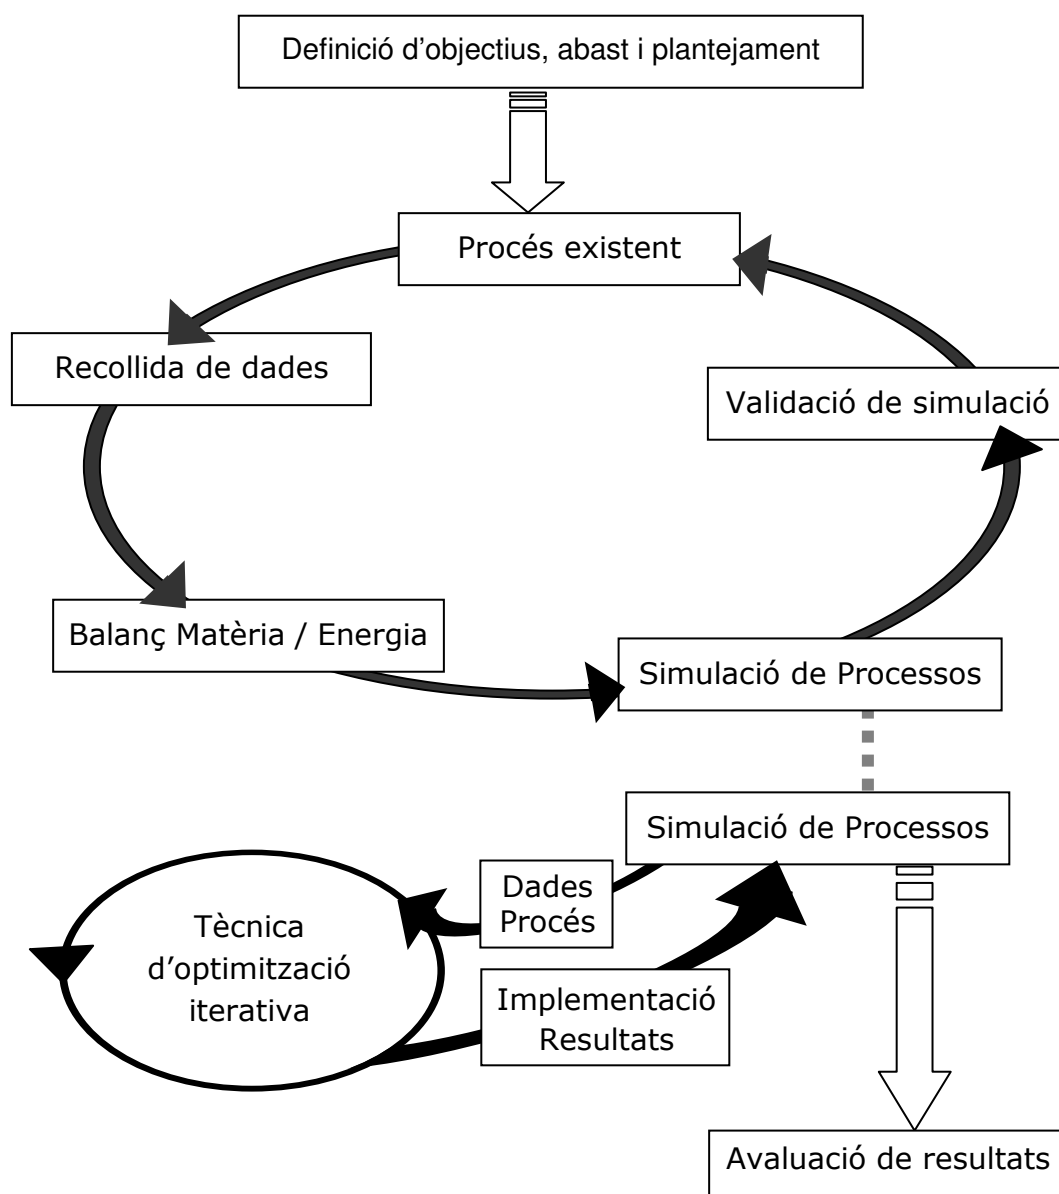 Definició d'objectius, abast i plantejament
Procés existent
Recollida de dades
Validació de simulació
Balanç Matèria / Energia
Simulació de Processos
Simulació de Processos
Dades
Procés
Tècnica
d'optimització
iterativa
Implementació
Resultats
Avaluació de resultats